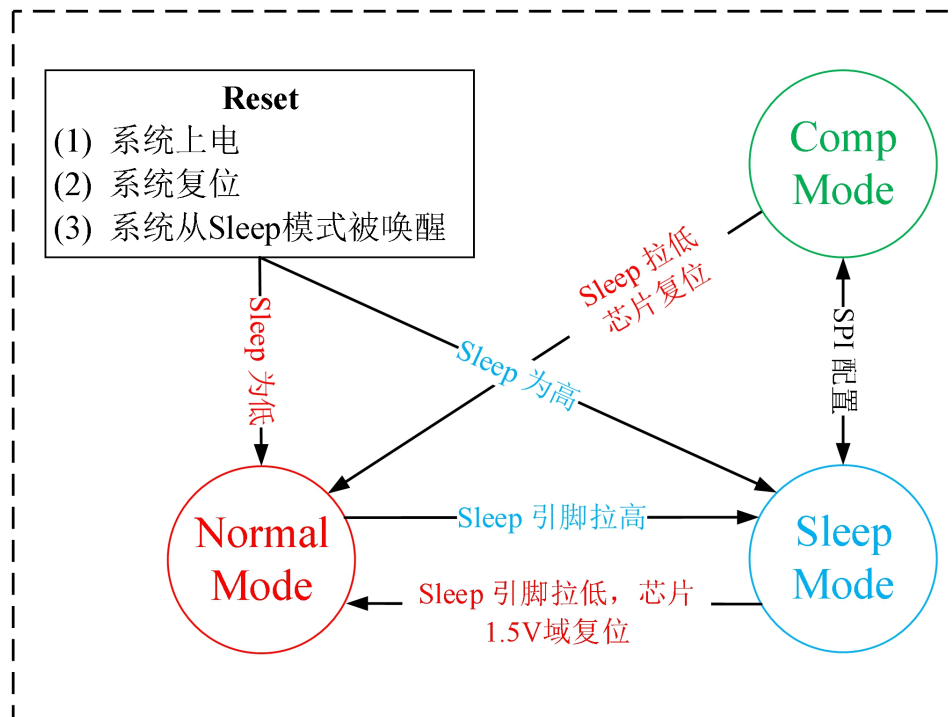 Reset
(1) 系统上电
(2) 系统复位
(3) 系统从Sleep模式被唤醒
Comp
Mode
Sleep 拉低
芯片复位
Sleep 为低
Sleep 为高
SPI 配置
Normal
Mode
Sleep 引脚拉高
Sleep 引脚拉低，芯片
1.5V域复位
Sleep
Mode